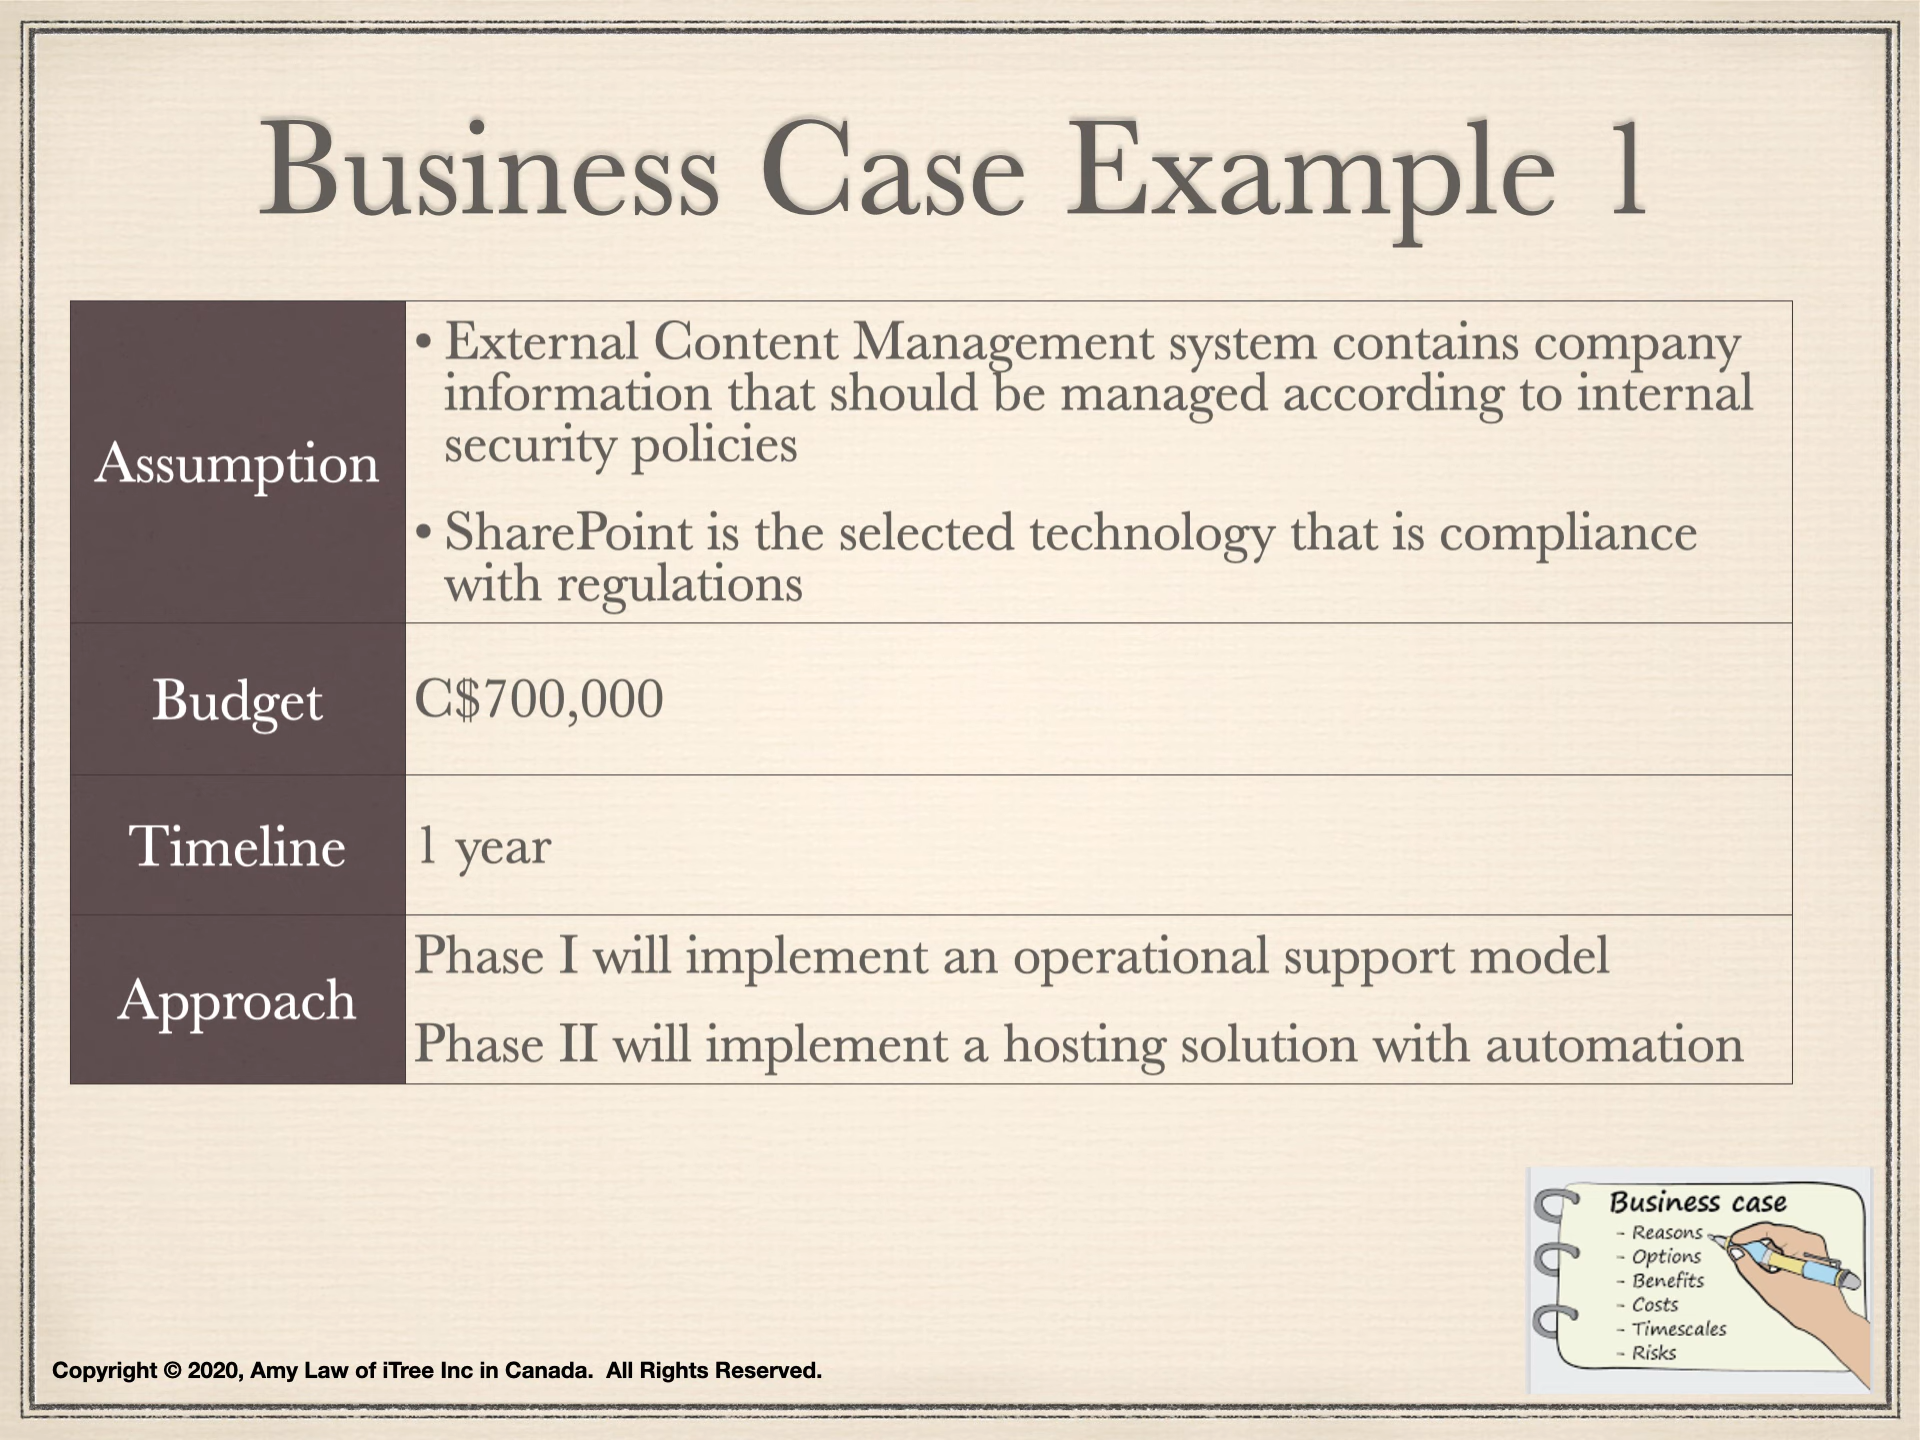 Business Case Example 1
Assumption
• External Content Management system contains company
information that should be managed according to internal
security policies
• SharePoint is the selected technology that is compliance
with regulations
Budget
C$700,000
Timeline
1 year
Approach
Phase I will implement an operational support model
Phase II will implement a hosting solution with automation
Business case
- Reasons
- Options
- Benefits
- Costs
- Timescales
- Risks
Copyright © 2020, Amy Law of iTree Inc in Canada.  All Rights Reserved.